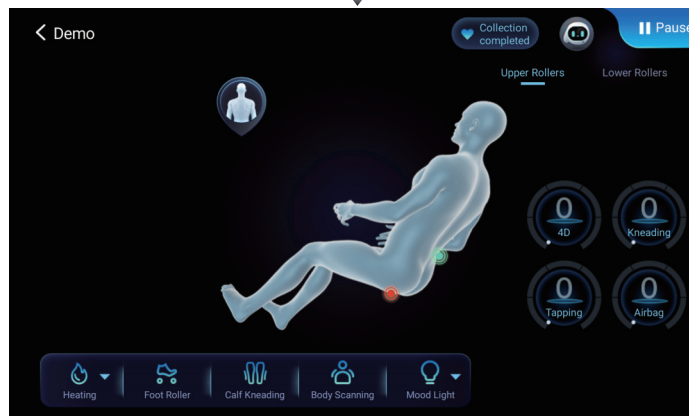 Demo
Collection
completed
Pause
Upper Rollers
Lower Rollers
0
4D
0
Kneading
0
Tapping
0
Airbag
Heating
Foot Roller
Calf Kneading
Body Scanning
Mood Light